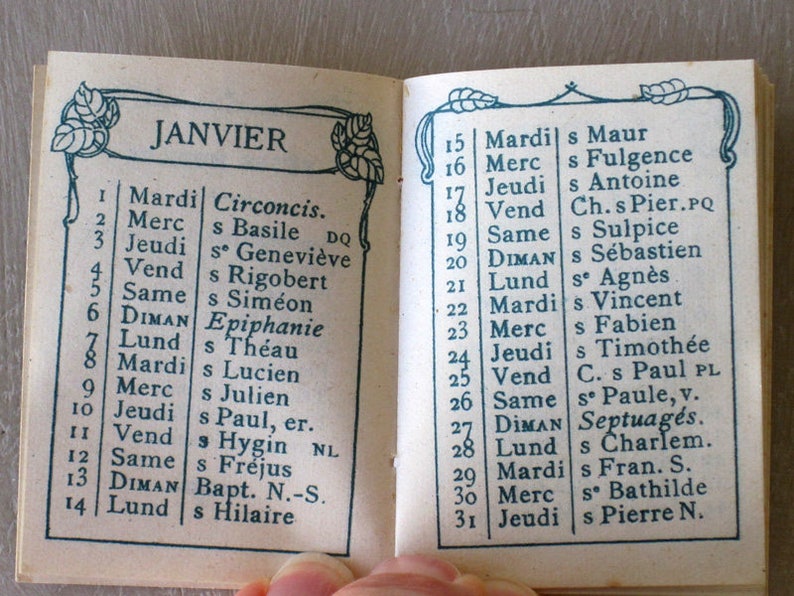 JANVIER
1 Mardi Circoncis.
2 Merc s Basile DQ
3 Jeudi se Geneviève
4 Vend s Rigobert
5 Same s Siméon
6 DIMAN Epiphanie
7 Lund s Théau
8 Mardi s Lucien
9 Merc s Julien
10 Jeudi s Paul, er.
11 Vend s Hygin NL
12 Same s Fréjus
13 DIMAN Bapt. N.-S.
14 Lund s Hilaire
15 Mardi s Maur
16 Merc s Fulgence
17 Jeudi s Antoine
18 Vend Ch. s Pier. PQ
19 Same s Sulpice
20 DIMAN s Sébastien
21 Lund se Agnès
22 Mardi s Vincent
23 Merc s Fabien
24 Jeudi s Timothée
25 Vend C. s Paul PL
26 Same se Paule, v.
27 DIMAN Septuagés.
28 Lund s Charlem.
29 Mardi s Fran. S.
30 Merc se Bathilde
31 Jeudi s Pierre N.